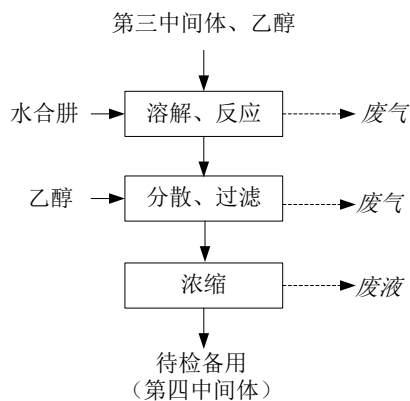 第三中间体、乙醇
水合肼
溶解、反应
废气
乙醇
分散、过滤
废气
浓缩
废液
待检备用
（第四中间体）